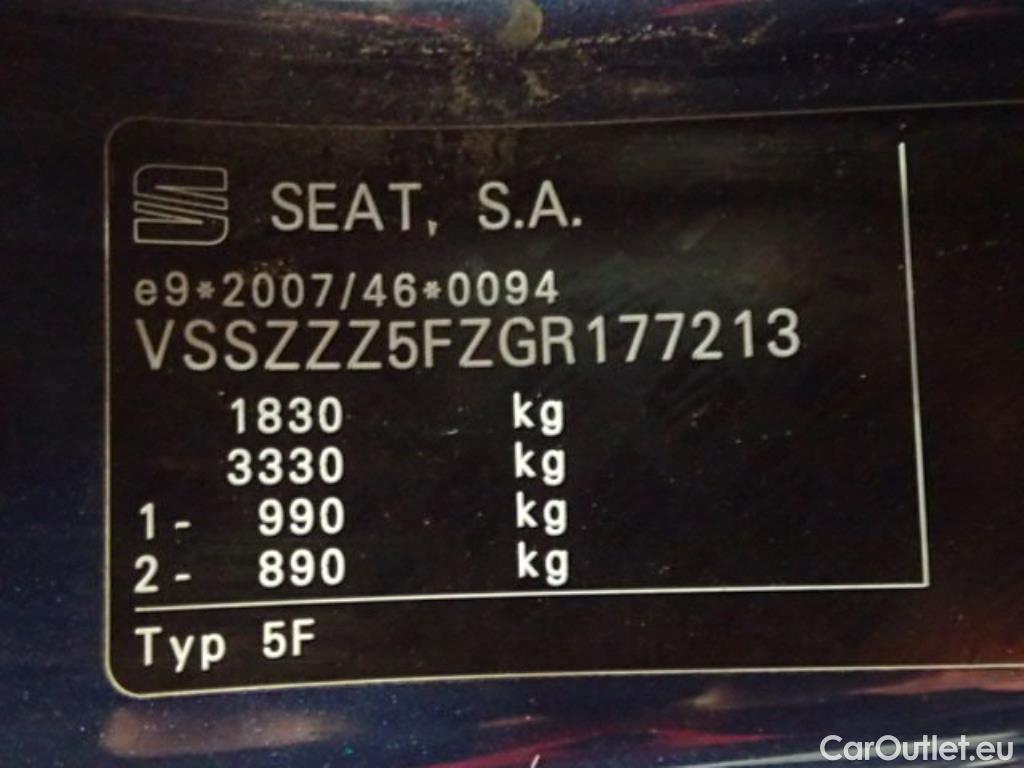 SEAT, S.A.
e9*2007/46*0094
VSSZZZ5FZGR177213
1830 kg
3330 kg
1- 990 kg
2- 890 kg
Typ 5F
CarOutlet.eu